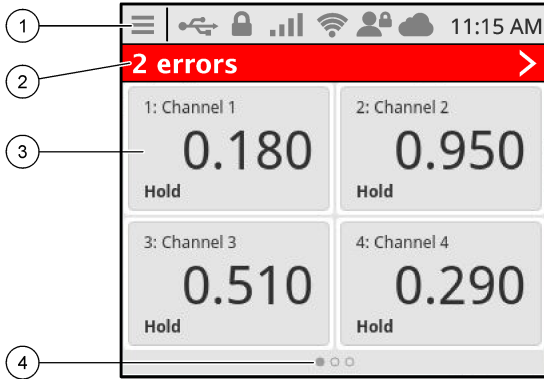 1
11:15 AM
2
2 errors
1: Channel 1
2: Channel 2
3
0.180
0.950
Hold
Hold
3: Channel 3
4: Channel 4
0.510
0.290
Hold
Hold
4